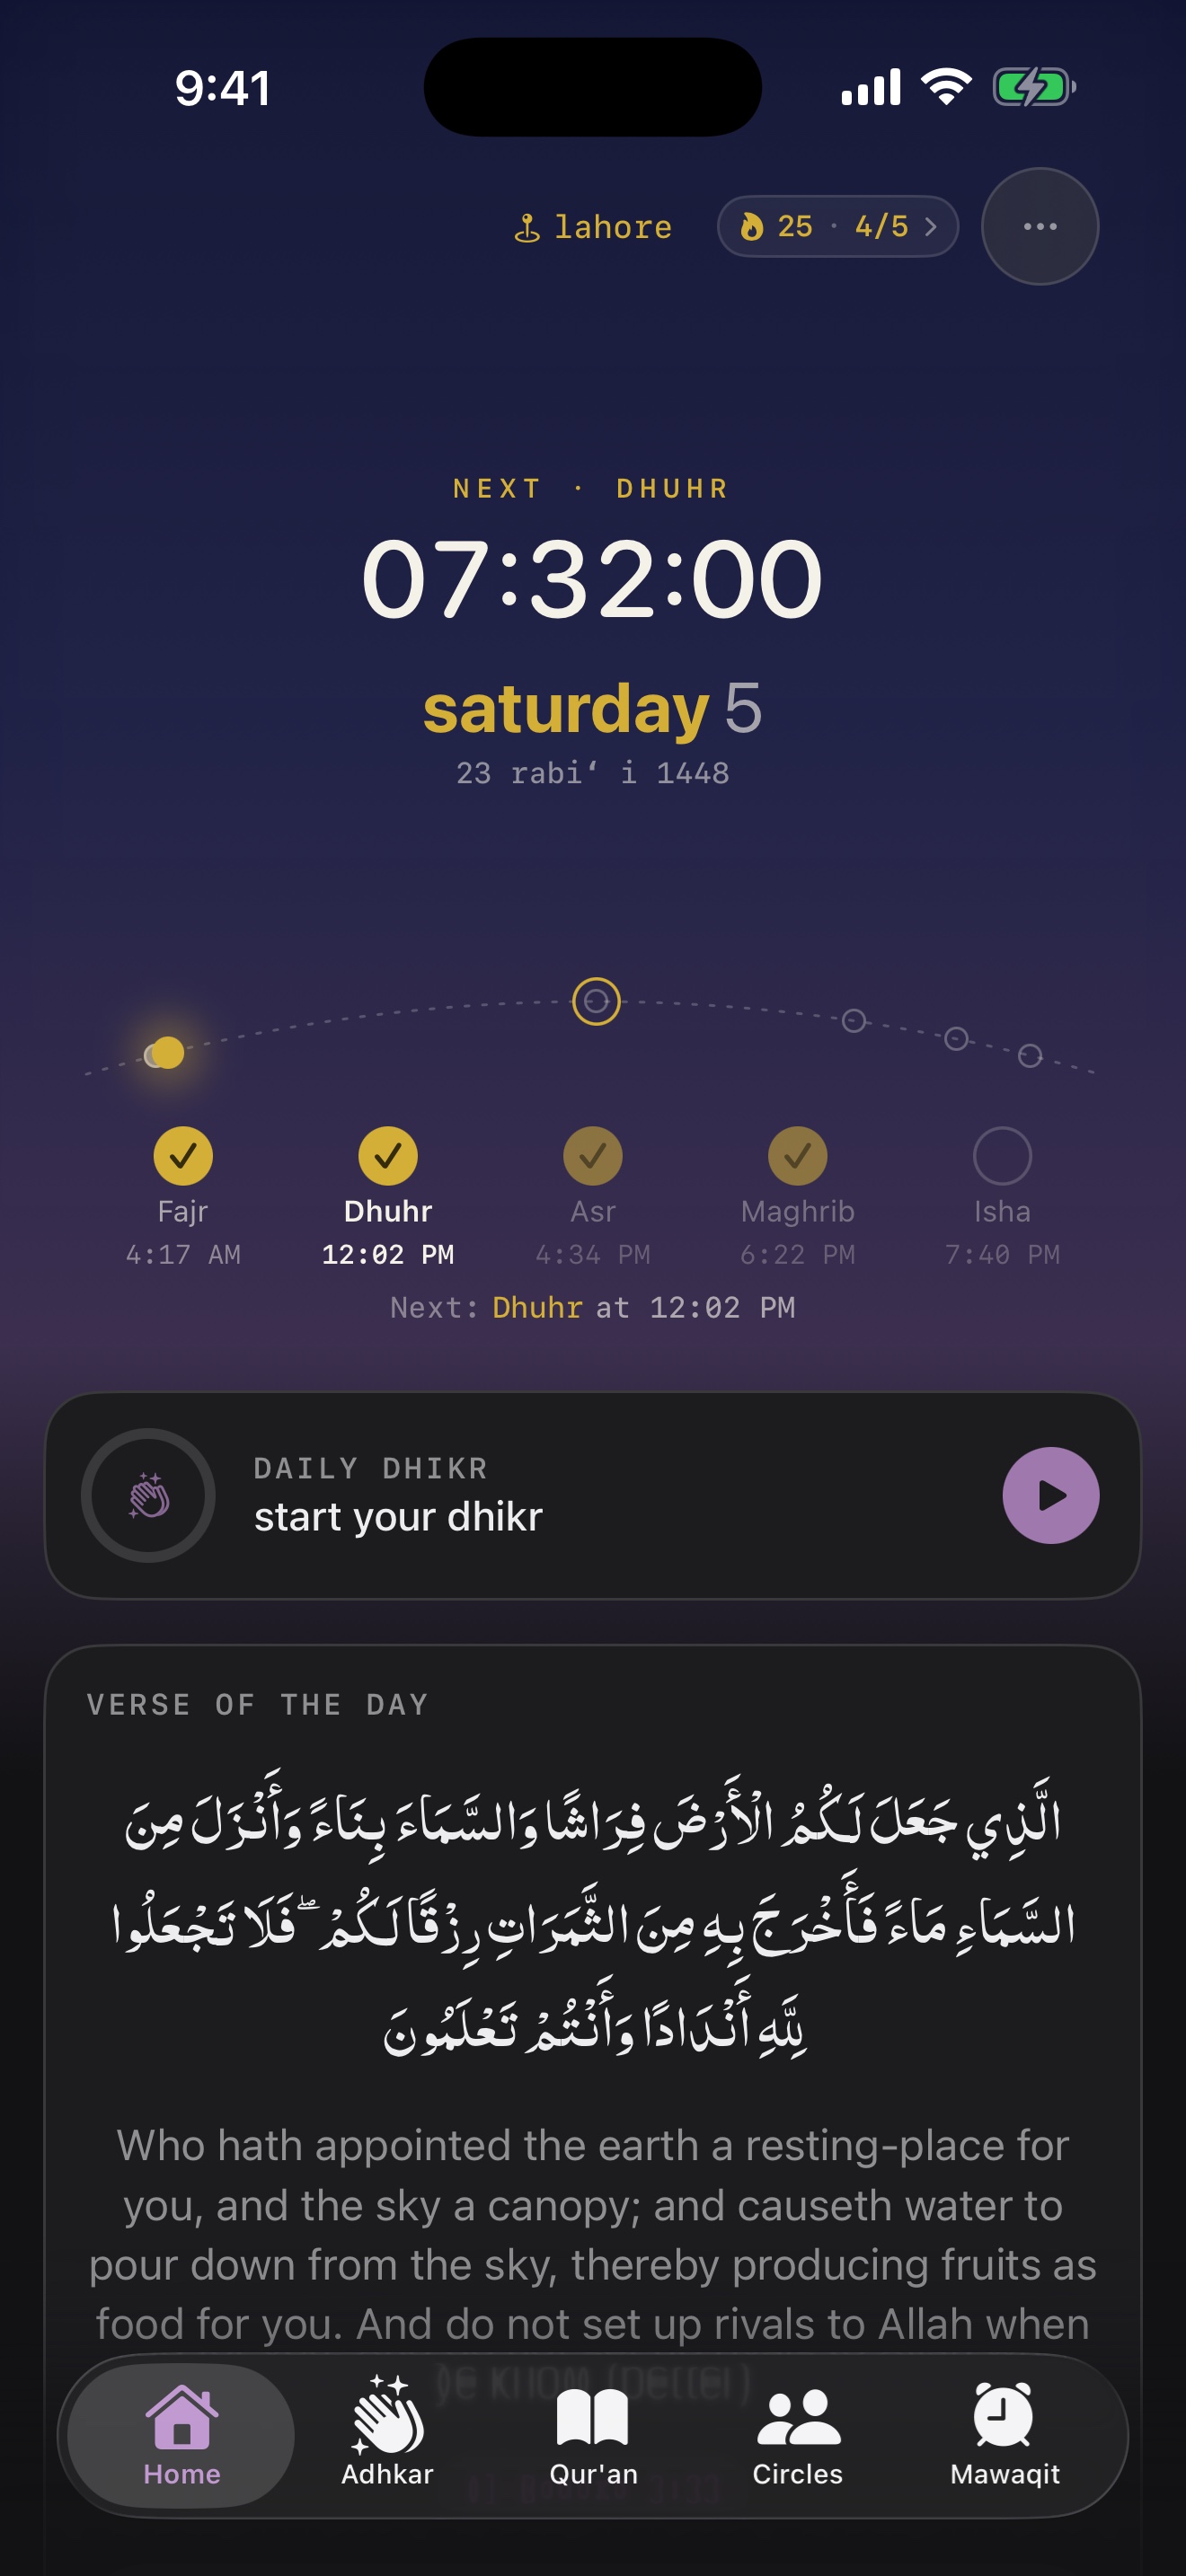 9:41
lahore
25 · 4/5
NEXT · DHUHR
07:32:00
saturday 5
23 rabiʻ i 1448
Fajr
4:17 AM
Dhuhr
12:02 PM
Asr
4:34 PM
Maghrib
6:22 PM
Isha
7:40 PM
Next: Dhuhr at 12:02 PM
DAILY DHIKR
start your dhikr
VERSE OF THE DAY
الَّذِي جَعَلَ لَكُمُ الْأَرْضَ فِرَاشًا وَالسَّمَاءَ بِنَاءً وَأَنْزَلَ مِنَ
السَّمَاءِ مَاءً فَأَخْرَجَ بِهِ مِنَ الثَّمَرَاتِ رِزْقًا لَكُمْ ۖ فَلَا تَجْعَلُوا
لِلَّهِ أَنْدَادًا وَأَنْتُمْ تَعْلَمُونَ
Who hath appointed the earth a resting-place for
you, and the sky a canopy; and causeth water to
pour down from the sky, thereby producing fruits as
food for you. And do not set up rivals to Allah when
Home
Adhkar
Qur'an
Circles
Mawaqit